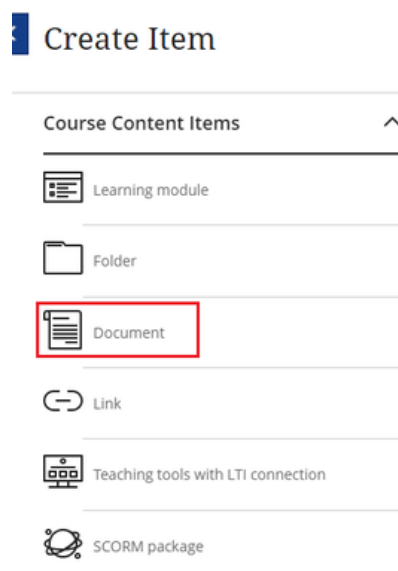 Create Item
Course Content Items
Learning module
Folder
Document
Link
Teaching tools with LTI connection
SCORM package